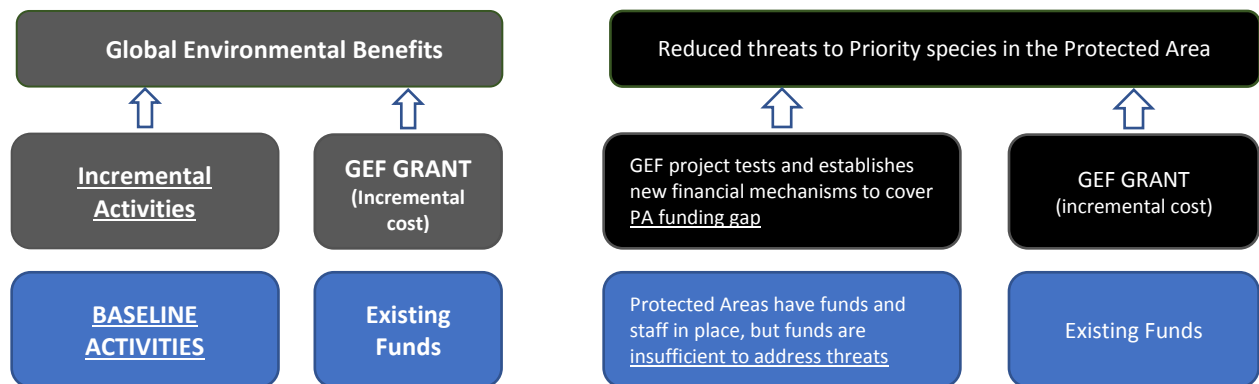 Global Environmental Benefits
Incremental
Activities
GEF GRANT
(Incremental
cost)
BASELINE
ACTIVITIES
Existing
Funds
Reduced threats to Priority species in the Protected Area
GEF project tests and establishes
new financial mechanisms to cover
PA funding gap
GEF GRANT
(incremental cost)
Protected Areas have funds and
staff in place, but funds are
insufficient to address threats
Existing Funds